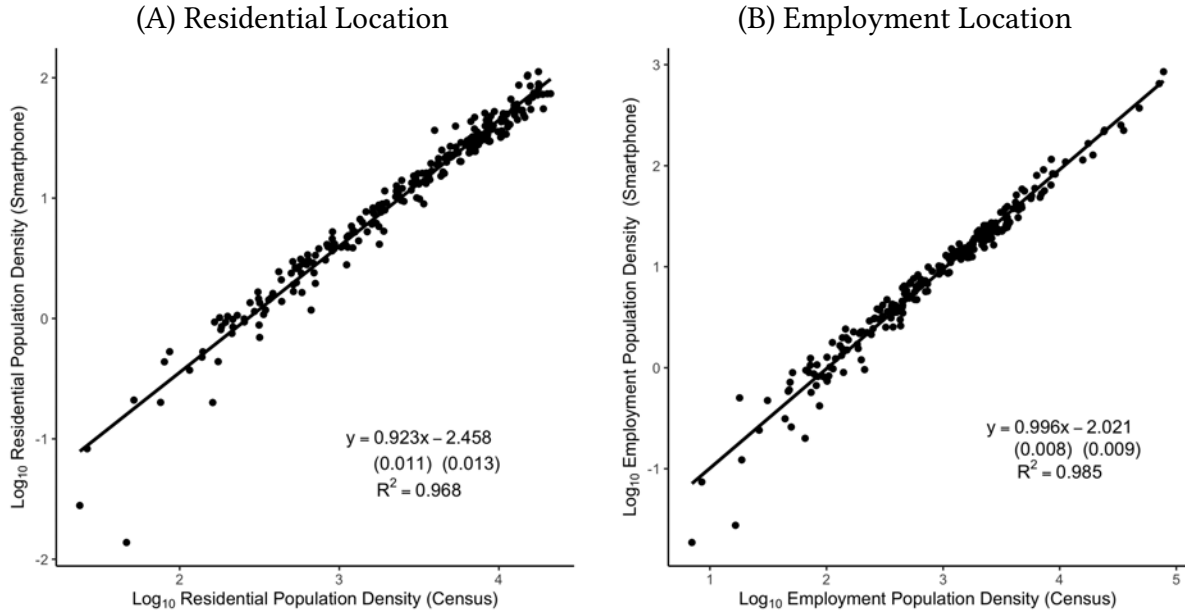 (A) Residential Location
Log₁₀ Residential Population Density (Smartphone)
2
1
0
-1
-2
y = 0.923x − 2.458
(0.011) (0.013)
R² = 0.968
2
3
4
Log₁₀ Residential Population Density (Census)
(B) Employment Location
Log₁₀ Employment Population Density (Smartphone)
3
2
1
0
-1
y = 0.996x − 2.021
(0.008) (0.009)
R² = 0.985
1
2
3
4
5
Log₁₀ Employment Population Density (Census)